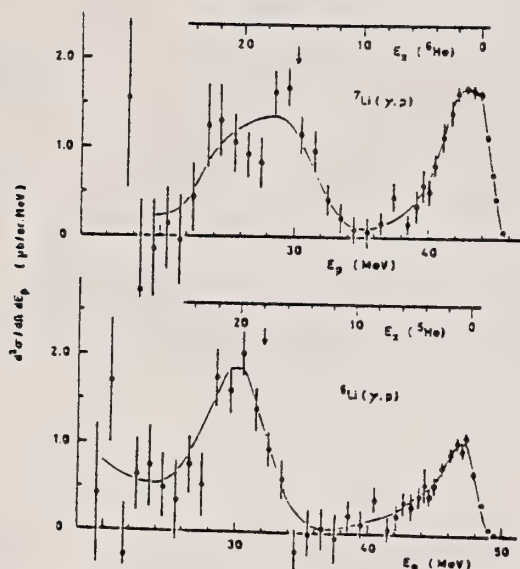 20 10 0
E_x (⁶He)
2.0
⁷Li(γ,p)
1.0
0
30 40
E_p (MeV)
d²σ/dΩ dE_p (μb/sr.MeV)
20 10 0
E_x (⁵He)
2.0
⁶Li(γ,p)
1.0
0
30 40 50
E_p (MeV)